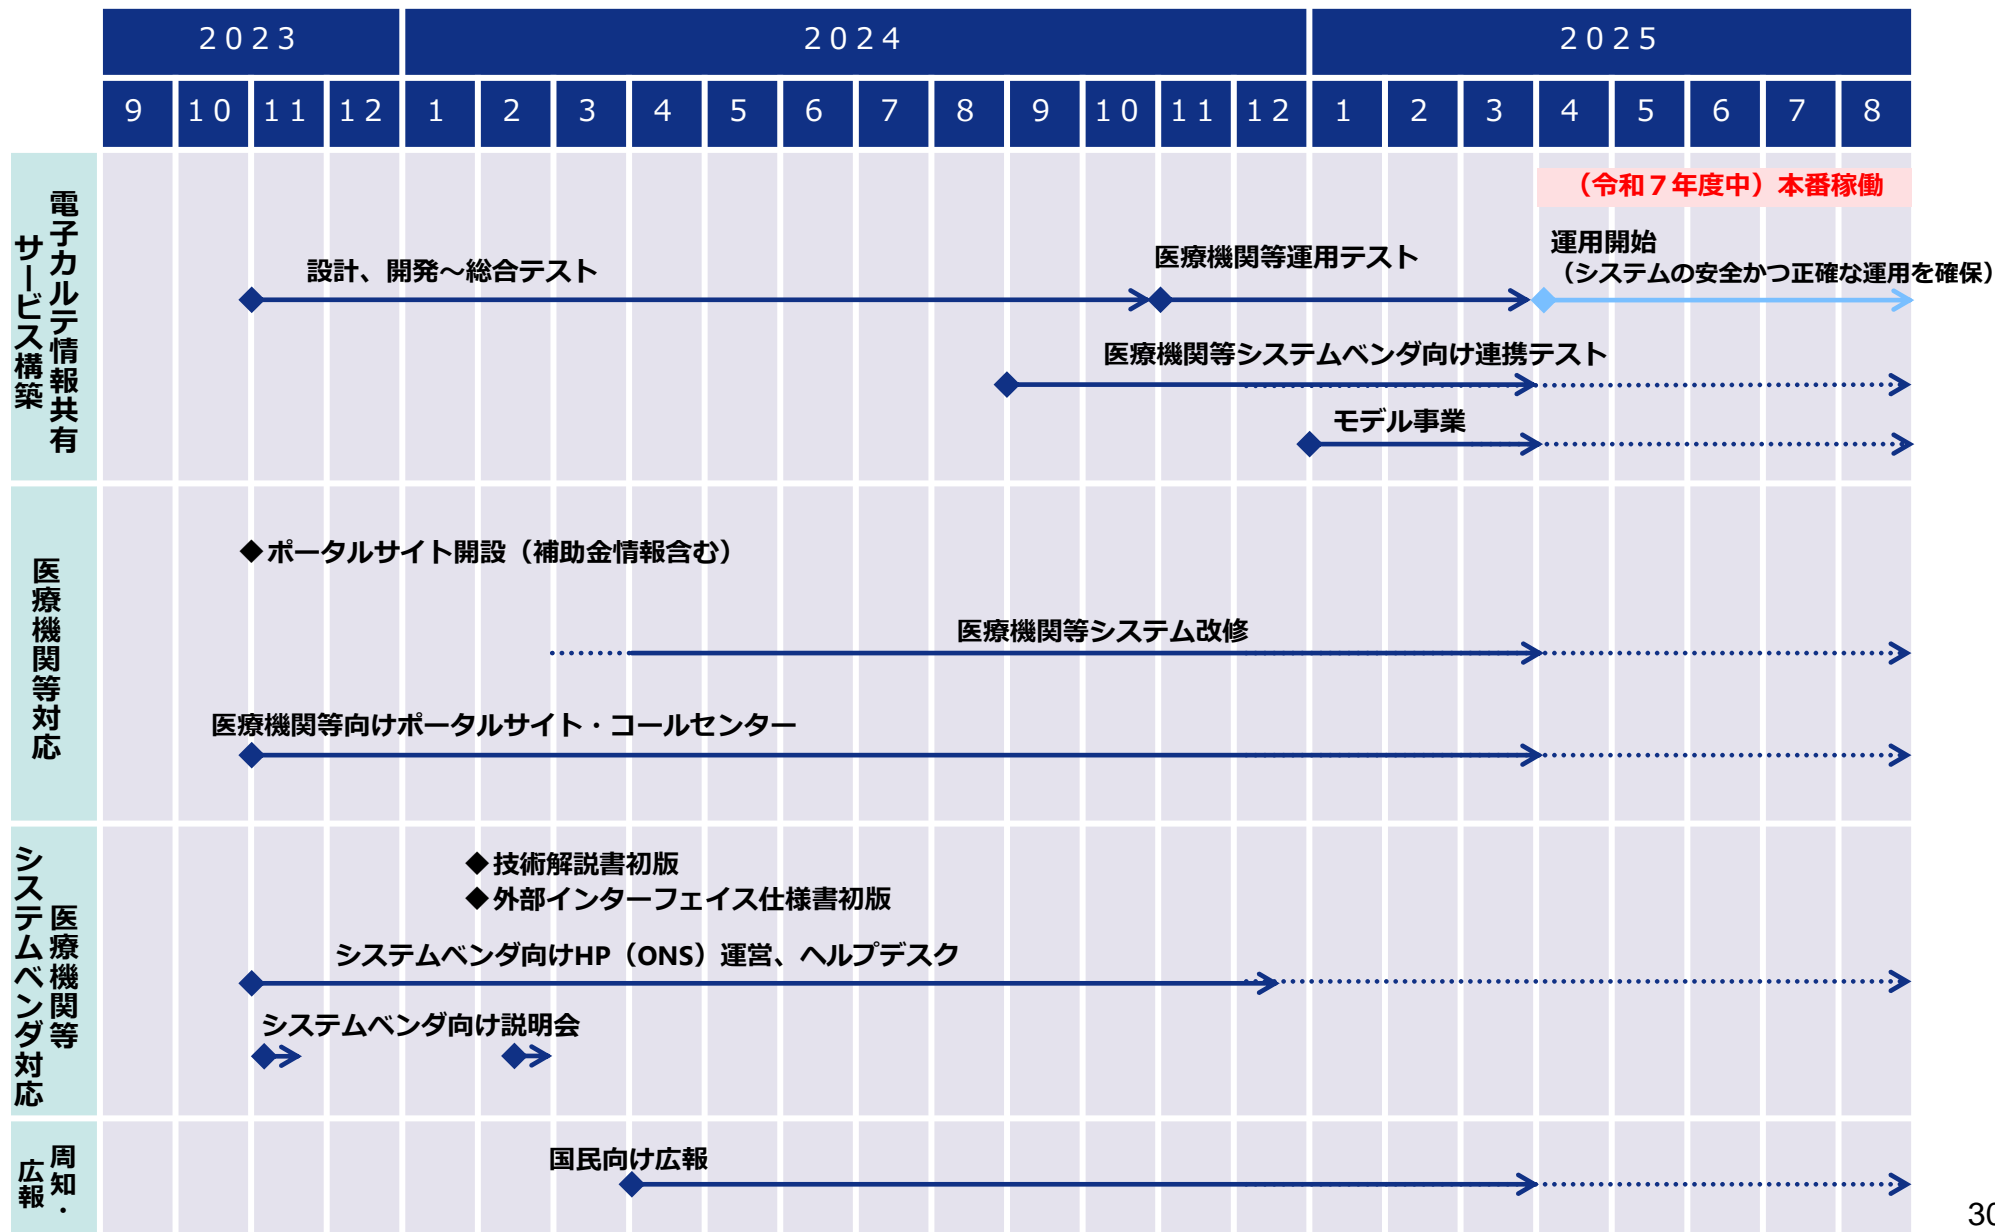 ２０２３
２０２４
２０２５
９ １０ １１ １２ １ ２ ３ ４ ５ ６ ７ ８ ９ １０ １１ １２ １ ２ ３ ４ ５ ６ ７ ８
電子カルテ情報共有
サービス構築
（令和７年度中）本番稼働
設計、開発～総合テスト
医療機関等運用テスト
運用開始
（システムの安全かつ正確な運用を確保）
医療機関等システムベンダ向け連携テスト
モデル事業
医療機関等対応
◆ポータルサイト開設（補助金情報含む）
医療機関等システム改修
医療機関等向けポータルサイト・コールセンター
医療機関等
システムベンダ対応
◆技術解説書初版
◆外部インターフェイス仕様書初版
システムベンダ向けHP（ONS）運営、ヘルプデスク
システムベンダ向け説明会
周知・
広報
国民向け広報
30